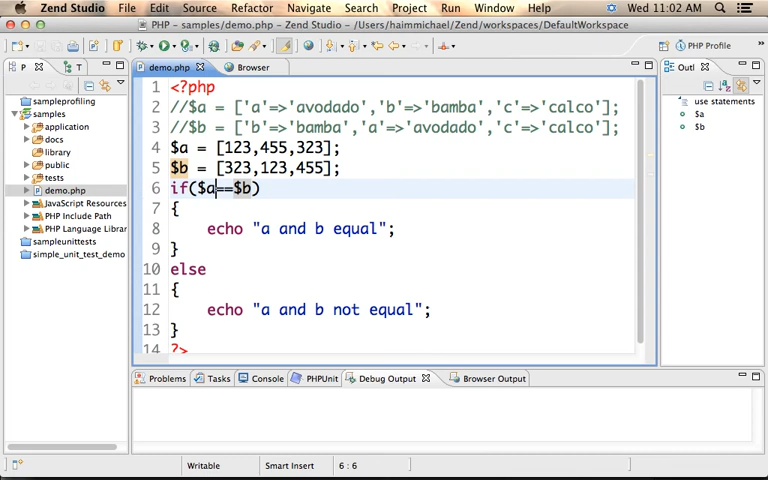 Zend Studio File Edit Source Refactor Navigate Search Project Run Window Help Wed 11:02 AM
PHP - samples/demo.php - Zend Studio - /Users/haimmichael/Zend/workspaces/DefaultWorkspace
PHP Profile
P T
demo.php Browser
Outl
sampleprofiling
samples
application
docs
library
public
tests
demo.php
JavaScript Resources
PHP Include Path
PHP Language Librar
sampleunittests
simple_unit_test_demo
1 <?php
2 //$a = ['a'=>'avodado','b'=>'bamba','c'=>'calco'];
3 //$b = ['b'=>'bamba','a'=>'avodado','c'=>'calco'];
4 $a = [123,455,323];
5 $b = [323,123,455];
6 if($a==$b)
7 {
8 echo "a and b equal";
9 }
10 else
11 {
12 echo "a and b not equal";
13 }
14 ?>
use statements
$a
$b
Problems Tasks Console PHPUnit Debug Output Browser Output
Writable Smart Insert 6 : 6